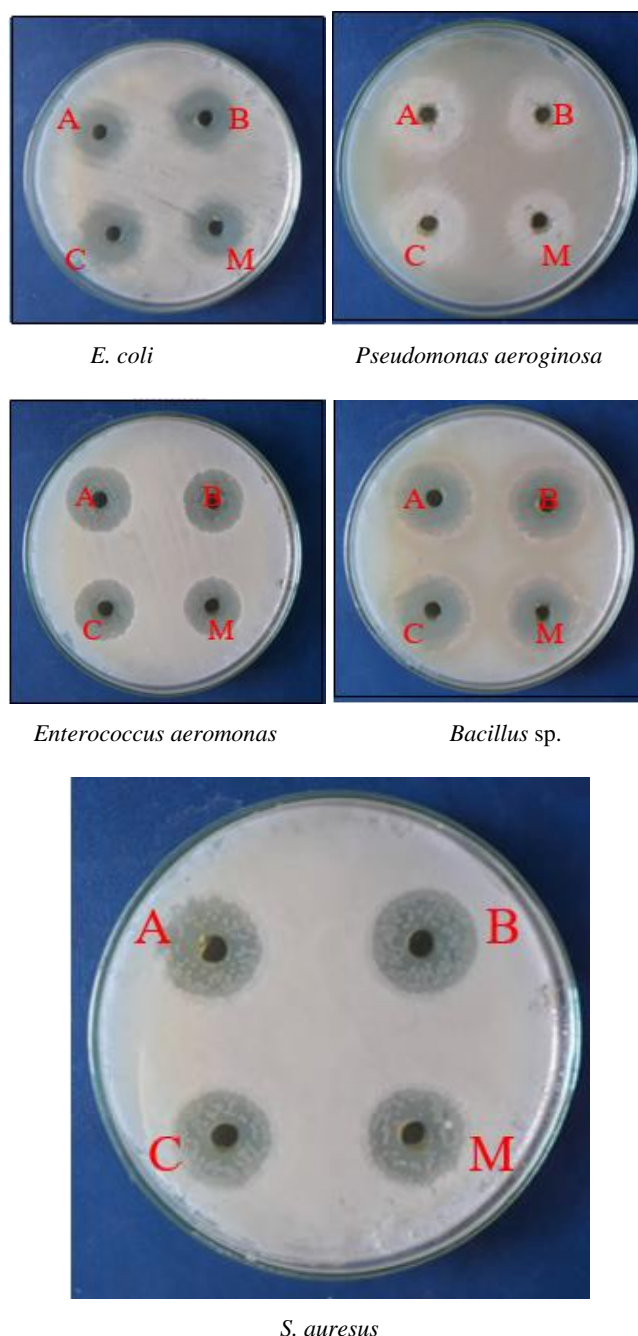 A B
C M
A B
C M
E. coli Pseudomonas aeroginosa
A B
C M
A B
C M
Enterococcus aeromonas Bacillus sp.
A B
C M
S. auresus